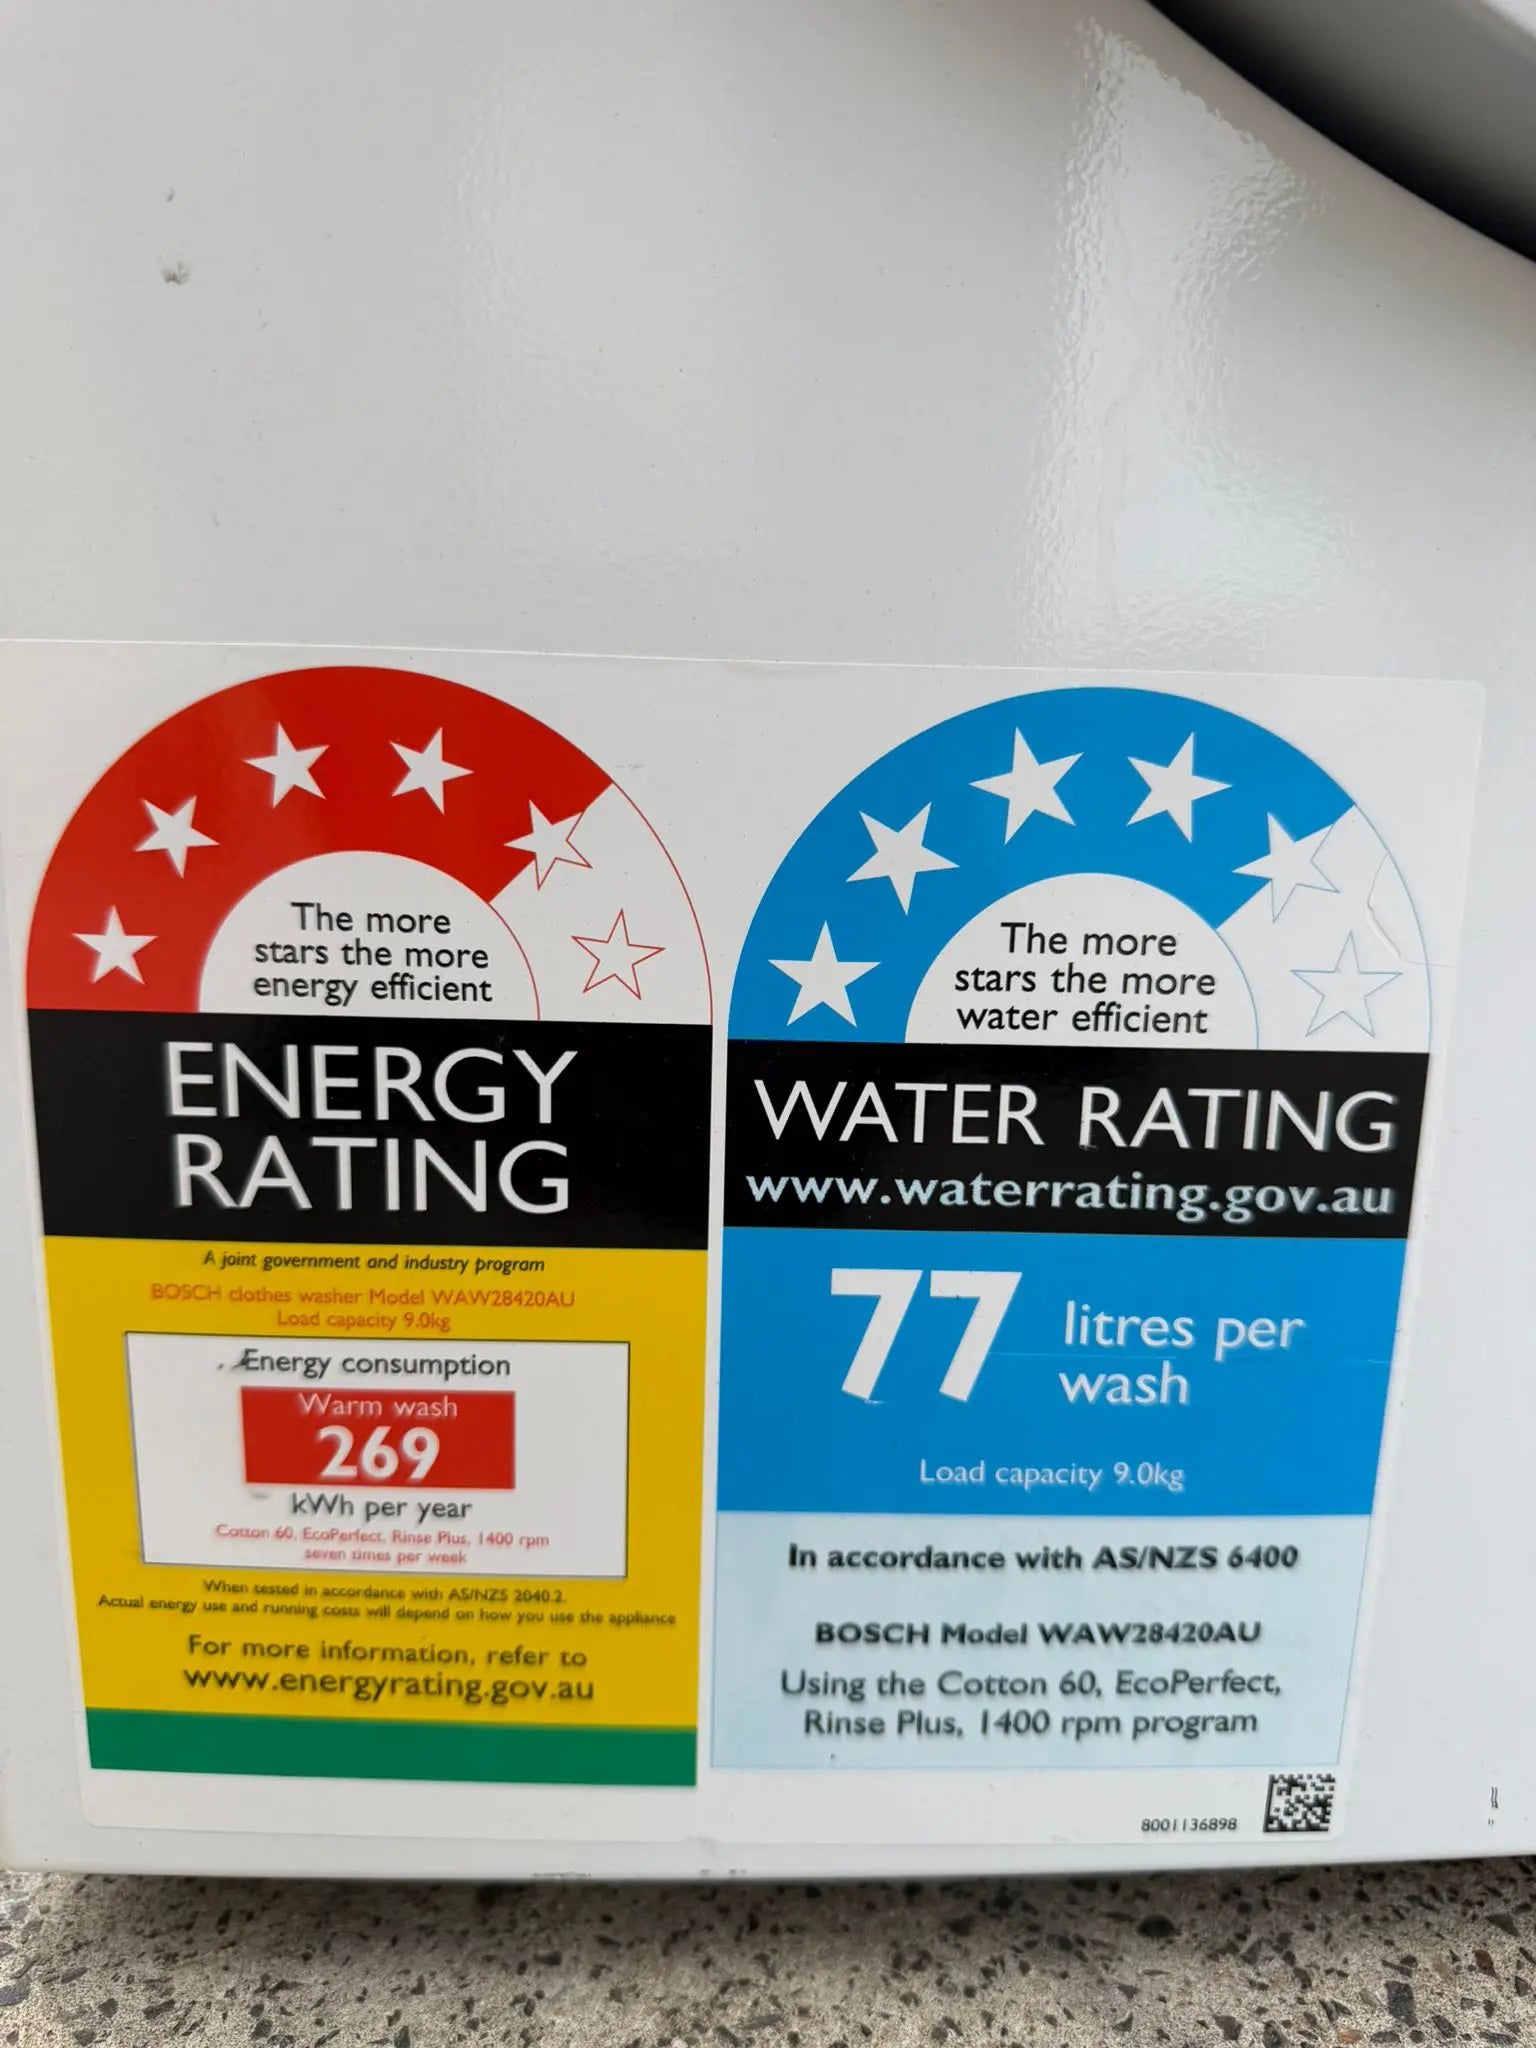 The more
stars the more
energy efficient
ENERGY
RATING
A joint government and industry program
BOSCH clothes washer Model WAW28420AU
Load capacity 9.0kg
Energy consumption
Warm wash
269
kWh per year
Cotton 60, EcoPerfect, Rinse Plus, 1400 rpm
seven times per week
When tested in accordance with AS/NZS 2040.2.
Actual energy use and running costs will depend on how you use the appliance
For more information, refer to
www.energyrating.gov.au
The more
stars the more
water efficient
WATER RATING
www.waterrating.gov.au
77 litres per
wash
Load capacity 9.0kg
In accordance with AS/NZS 6400
BOSCH Model WAW28420AU
Using the Cotton 60, EcoPerfect,
Rinse Plus, 1400 rpm program
8001136898